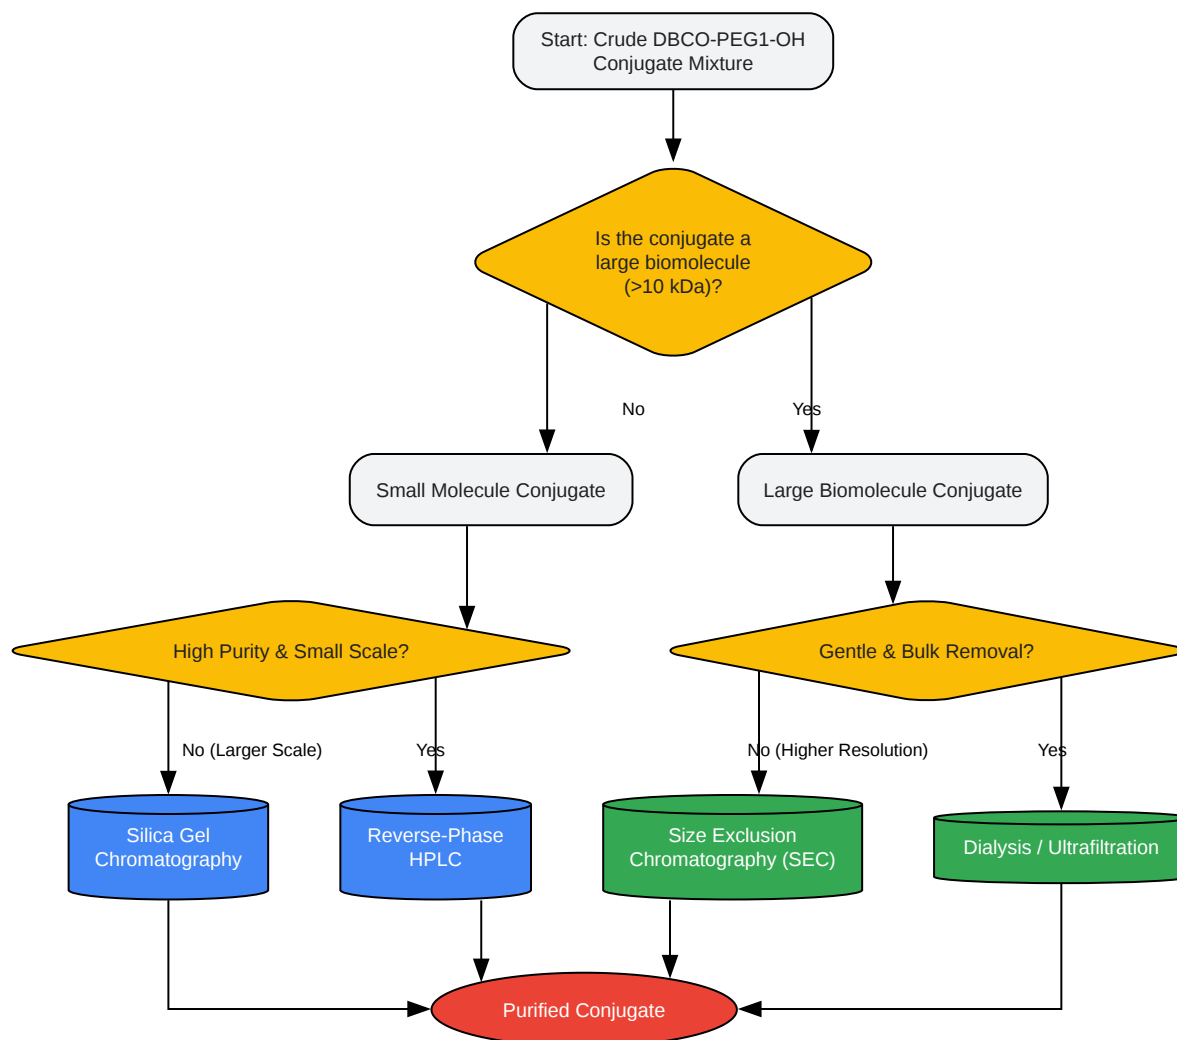 Start: Crude DBCO-PEG1-OH
Conjugate Mixture
Is the conjugate a
large biomolecule
(>10 kDa)?
No
Yes
Small Molecule Conjugate
Large Biomolecule Conjugate
High Purity & Small Scale?
Gentle & Bulk Removal?
No (Larger Scale)
Yes
No (Higher Resolution)
Yes
Silica Gel
Chromatography
Reverse-Phase
HPLC
Size Exclusion
Chromatography (SEC)
Dialysis / Ultrafiltration
Purified Conjugate